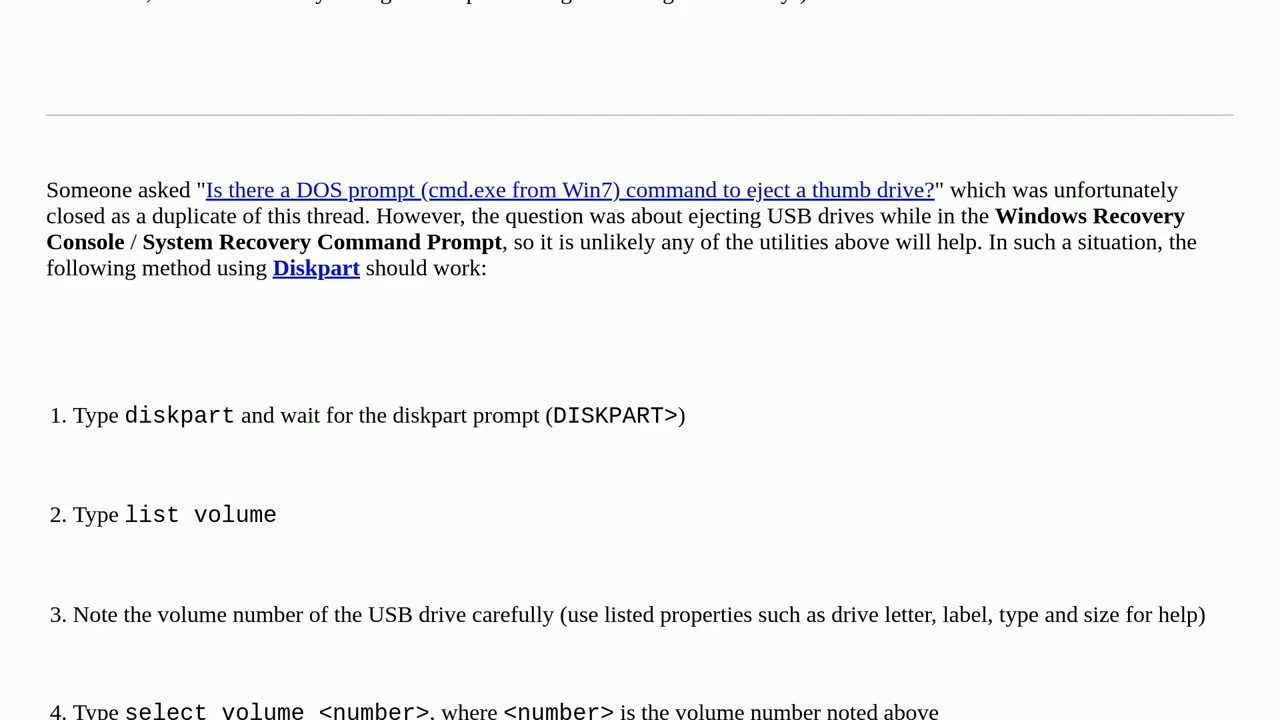 Someone asked "Is there a DOS prompt (cmd.exe from Win7) command to eject a thumb drive?" which was unfortunately
closed as a duplicate of this thread. However, the question was about ejecting USB drives while in the Windows Recovery
Console / System Recovery Command Prompt, so it is unlikely any of the utilities above will help. In such a situation, the
following method using Diskpart should work:
1. Type diskpart and wait for the diskpart prompt (DISKPART>)
2. Type list volume
3. Note the volume number of the USB drive carefully (use listed properties such as drive letter, label, type and size for help)
4. Type select volume <number>, where <number> is the volume number noted above